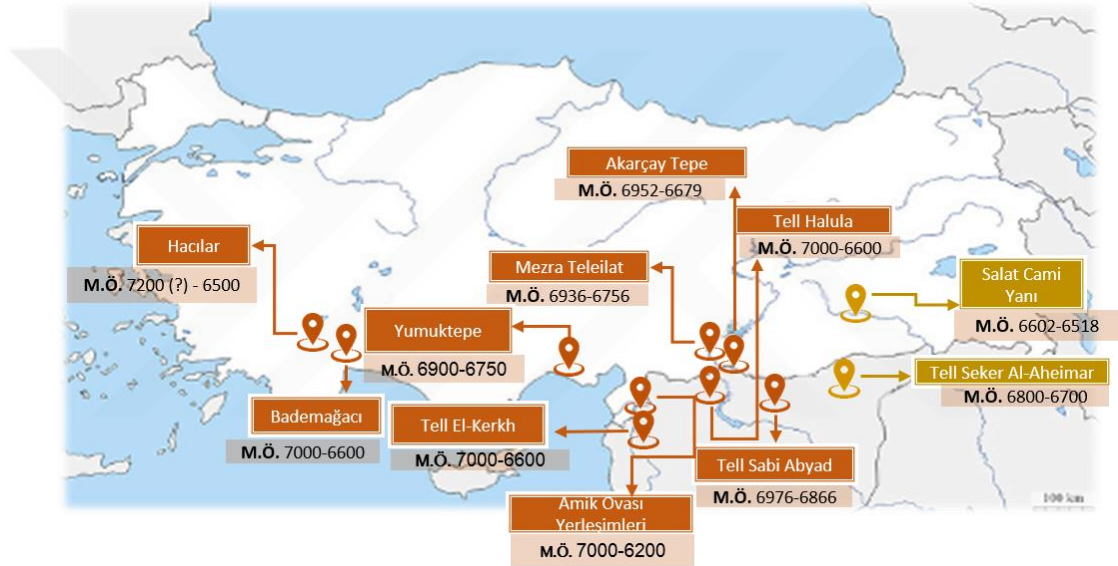 Akarçay Tepe
M.Ö. 6952-6679
Tell Halula
M.Ö. 7000-6600
Hacılar
M.Ö. 7200 (?) - 6500
Mezra Teleilat
M.Ö. 6936-6756
Salat Cami
Yanı
M.Ö. 6602-6518
Yumuktepe
M.Ö. 6900-6750
Tell Seker Al-Aheimar
M.Ö. 6800-6700
Bademağacı
M.Ö. 7000-6600
Tell El-Kerkh
M.Ö. 7000-6600
Tell Sabi Abyad
M.Ö. 6976-6866
Amik Ovası
Yerleşimleri
M.Ö. 7000-6200
100 km